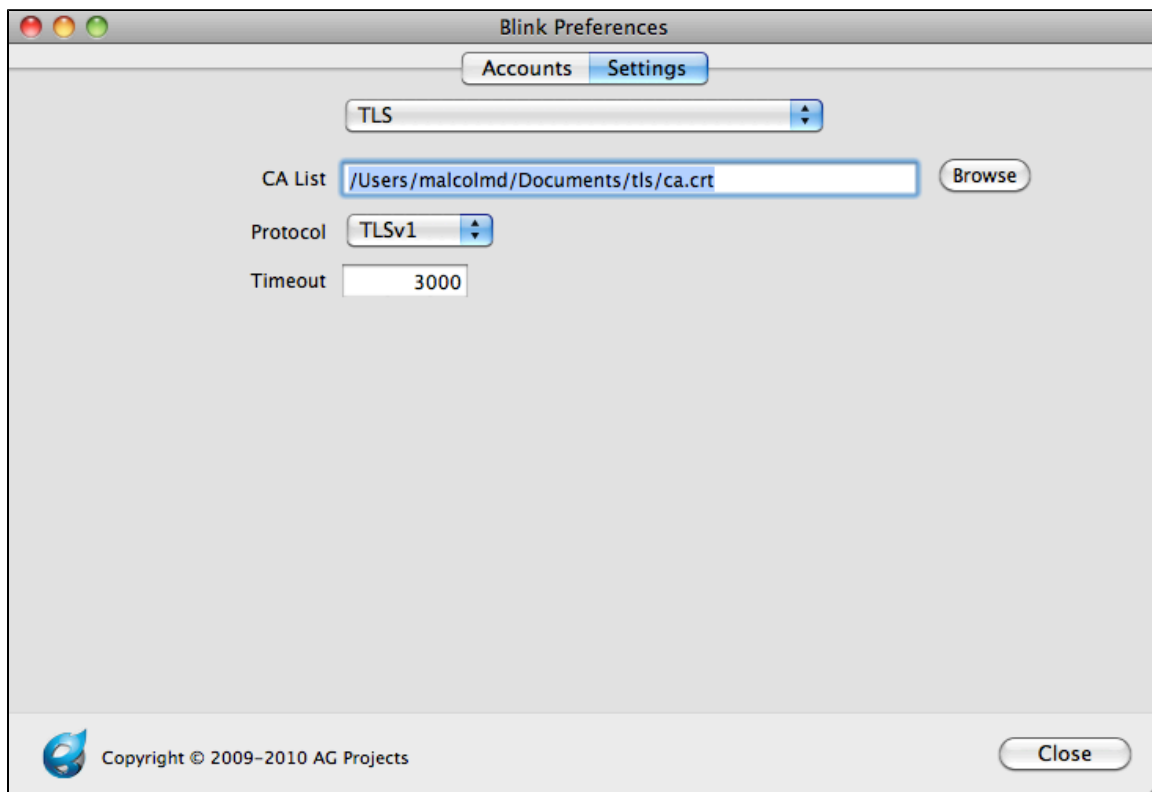 Blink Preferences
Accounts Settings
TLS
CA List /Users/malcolmd/Documents/tls/ca.crt Browse
Protocol TLSv1
Timeout 3000
Copyright © 2009-2010 AG Projects Close